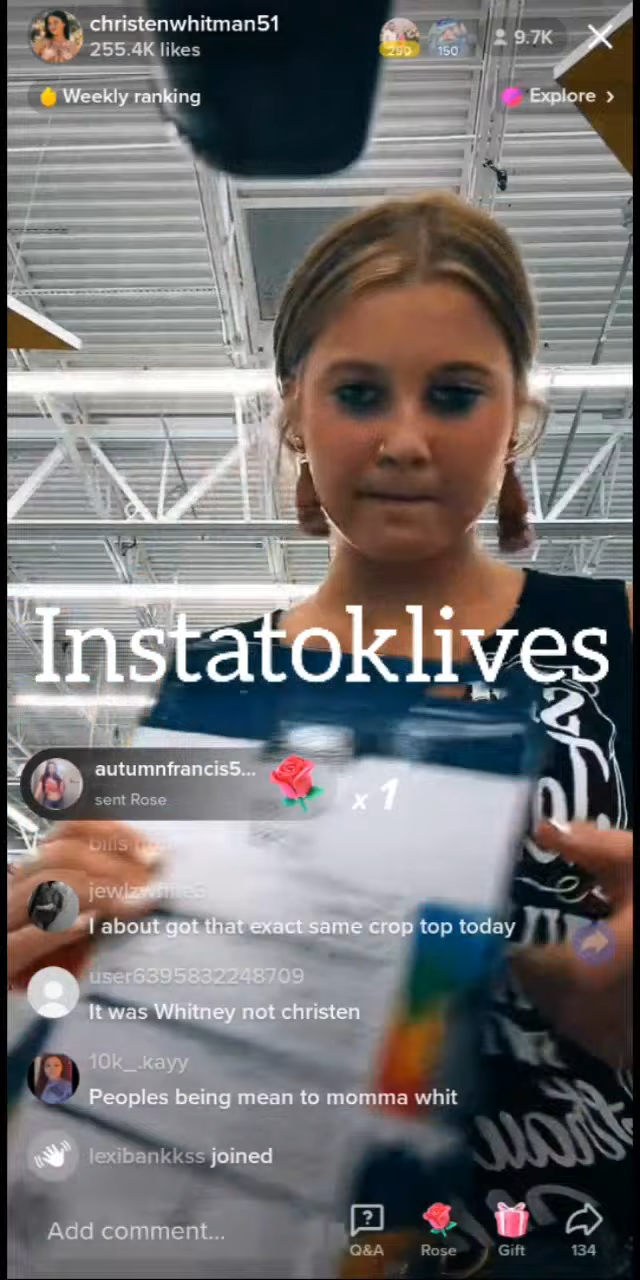 christenwhitman51
255.4K likes
290
150
9.7K
Weekly ranking
Explore >
Instatoklives
autumnfrancis5...
sent Rose
x 1
bills
I about got that exact same crop top today
user6395832248709
It was Whitney not christen
10k_.kayy
Peoples being mean to momma whit
lexibankkss joined
Add comment...
Q&A
Rose
Gift
134